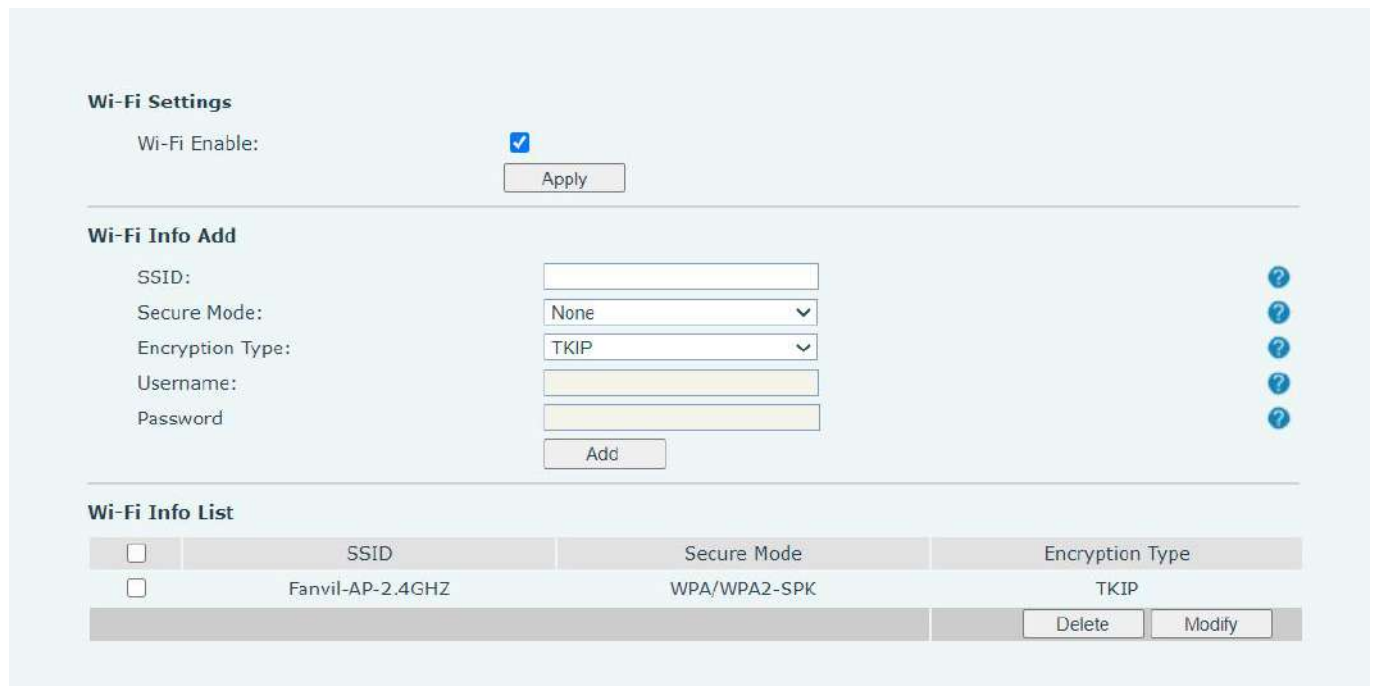 Wi-Fi Settings
Wi-Fi Enable:
Apply
Wi-Fi Info Add
SSID:
Secure Mode: None
Encryption Type: TKIP
Username:
Password
Add
Wi-Fi Info List
SSID Secure Mode Encryption Type
Fanvil-AP-2.4GHZ WPA/WPA2-SPK TKIP
Delete Modify